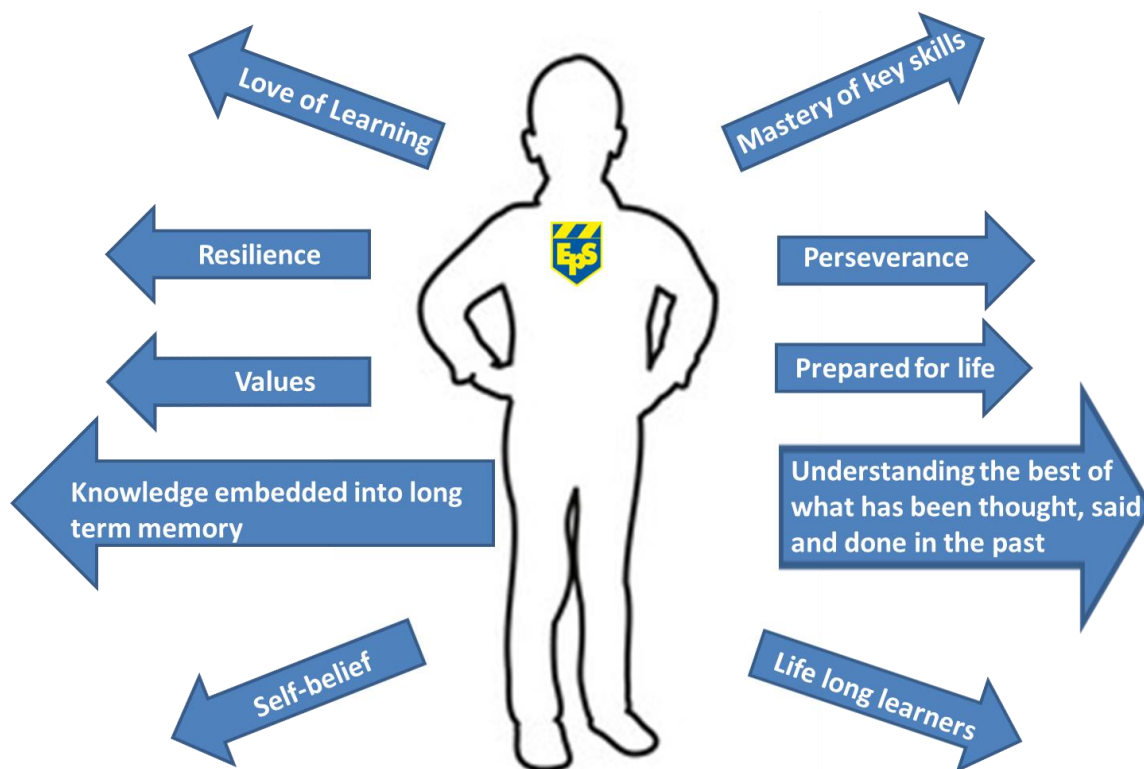 Love of Learning
Mastery of key skills
EpS
Resilience
Perseverance
Values
Prepared for life
Knowledge embedded into long
term memory
Understanding the best of
what has been thought, said
and done in the past
Self-belief
Life long learners